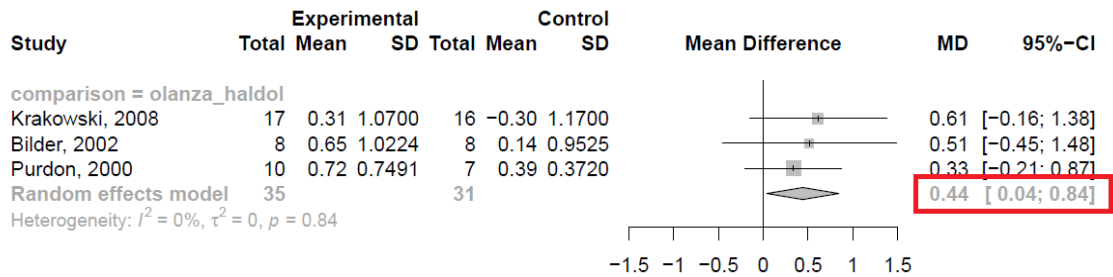 Experimental Control
Study Total Mean SD Total Mean SD Mean Difference MD 95%−CI
comparison = olanza_haldol
Krakowski, 2008 17 0.31 1.0700 16 −0.30 1.1700 0.61 [−0.16; 1.38]
Bilder, 2002 8 0.65 1.0224 8 0.14 0.9525 0.51 [−0.45; 1.48]
Purdon, 2000 10 0.72 0.7491 7 0.39 0.3720 0.33 [−0.21; 0.87]
Random effects model 35 31 0.44 [ 0.04; 0.84]
Heterogeneity: I² = 0%, τ² = 0, p = 0.84
−1.5 −1 −0.5 0 0.5 1 1.5